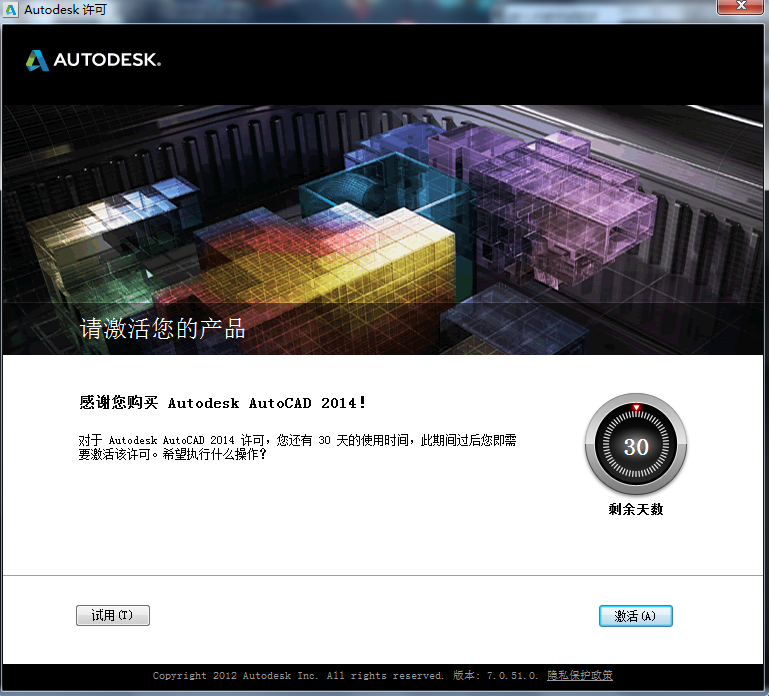 Autodesk 许可
AUTODESK.
请激活您的产品
感谢您购买 Autodesk AutoCAD 2014!
对于 Autodesk AutoCAD 2014 许可，您还有 30 天的使用时间，此期间过后您即需
要激活该许可。希望执行什么操作?
30
剩余天数
试用(T)
激活(A)
Copyright 2012 Autodesk Inc. All rights reserved. 版本: 7.0.51.0. 隐私保护政策